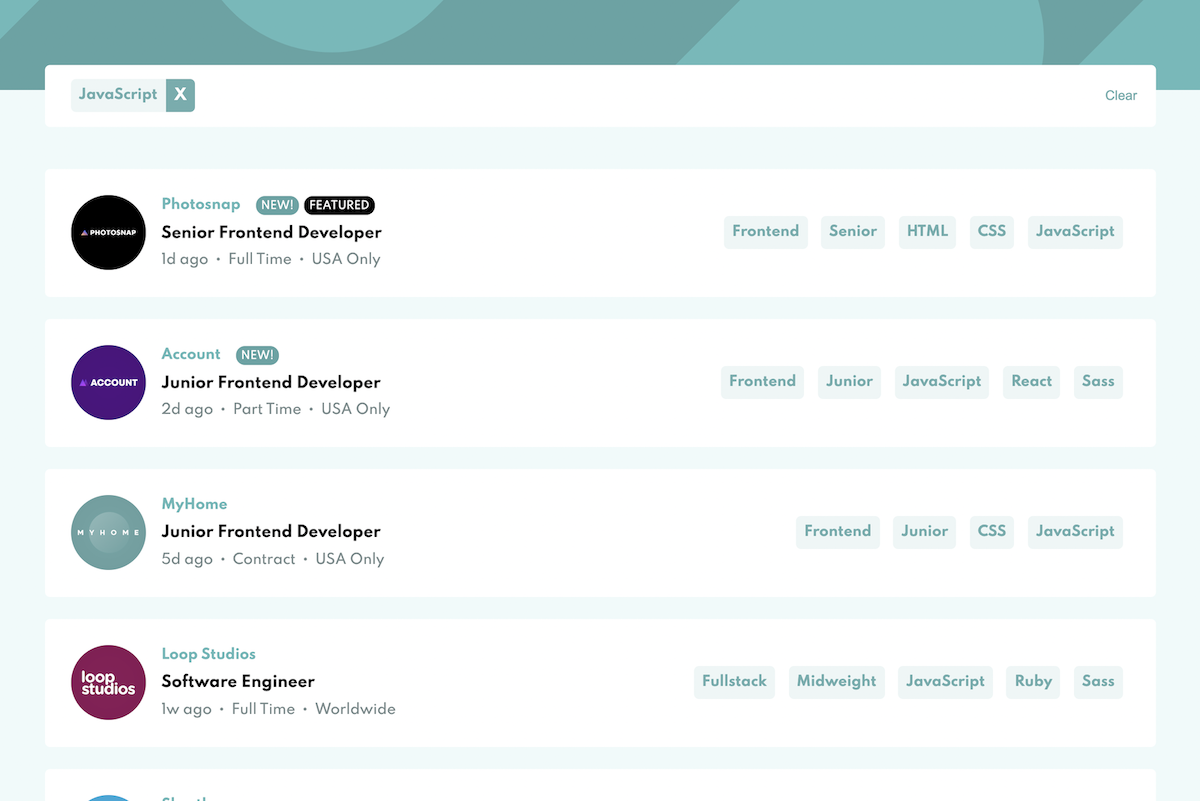 JavaScript X Clear
PHOTOSNAP
Photosnap NEW! FEATURED
Senior Frontend Developer
1d ago • Full Time • USA Only
Frontend Senior HTML CSS JavaScript
ACCOUNT
Account NEW!
Junior Frontend Developer
2d ago • Part Time • USA Only
Frontend Junior JavaScript React Sass
MYHOME
MyHome
Junior Frontend Developer
5d ago • Contract • USA Only
Frontend Junior CSS JavaScript
loop
studios
Loop Studios
Software Engineer
1w ago • Full Time • Worldwide
Fullstack Midweight JavaScript Ruby Sass